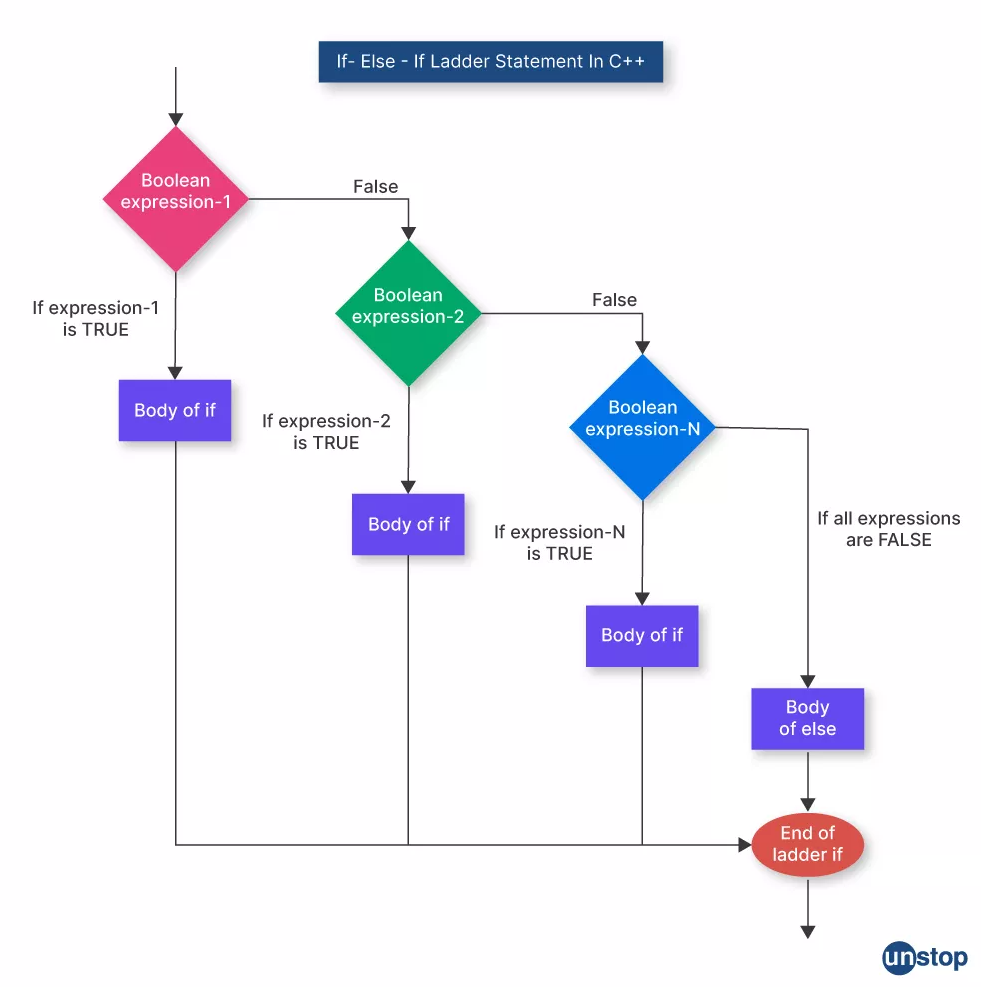 If- Else - If Ladder Statement In C++
Boolean
expression-1
False
If expression-1
is TRUE
Body of if
Boolean
expression-2
False
If expression-2
is TRUE
Body of if
Boolean
expression-N
If expression-N
is TRUE
Body of if
If all expressions
are FALSE
Body
of else
End of
ladder if
unstop